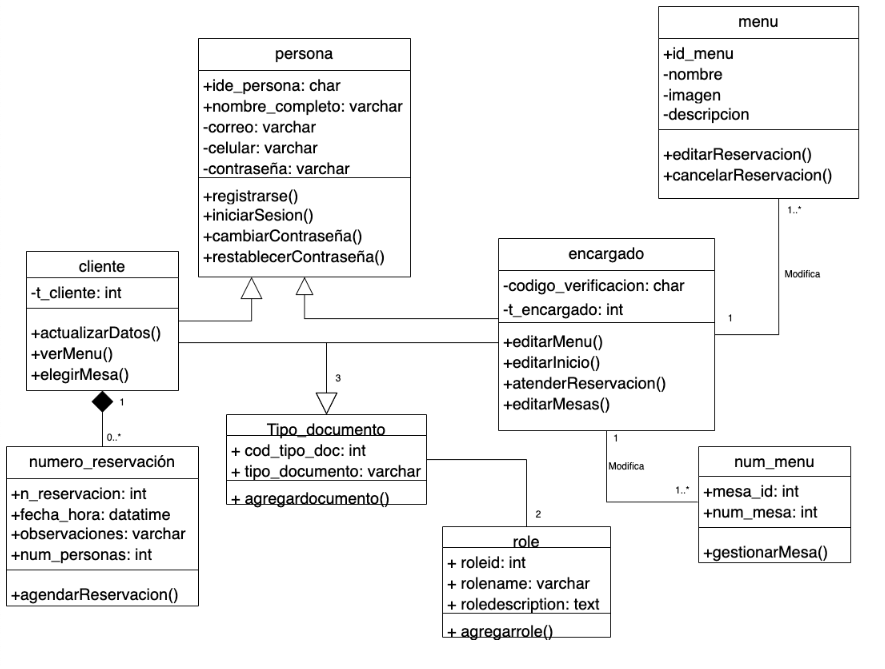 menu
+id_menu
-nombre
-imagen
-descripcion
+editarReservacion()
+cancelarReservacion()
persona
+ide_persona: char
+nombre_completo: varchar
-correo: varchar
-celular: varchar
-contraseña: varchar
+registrarse()
+iniciarSesion()
+cambiarContraseña()
+restablecerContraseña()
1..*
Modifica
1
encargado
-codigo_verificacion: char
-t_encargado: int
+editarMenu()
+editarInicio()
+atenderReservacion()
+editarMesas()
cliente
-t_cliente: int
+actualizarDatos()
+verMenu()
+elegirMesa()
1
0..*
3
Tipo_documento
+ cod_tipo_doc: int
+ tipo_documento: varchar
+ agregardocumento()
1
Modifica
1..*
numero_reservación
+n_reservacion: int
+fecha_hora: datatime
+observaciones: varchar
+num_personas: int
+agendarReservacion()
num_menu
+mesa_id: int
+num_mesa: int
+gestionarMesa()
2
role
+ roleid: int
+ rolename: varchar
+ roledescription: text
+ agregarrole()